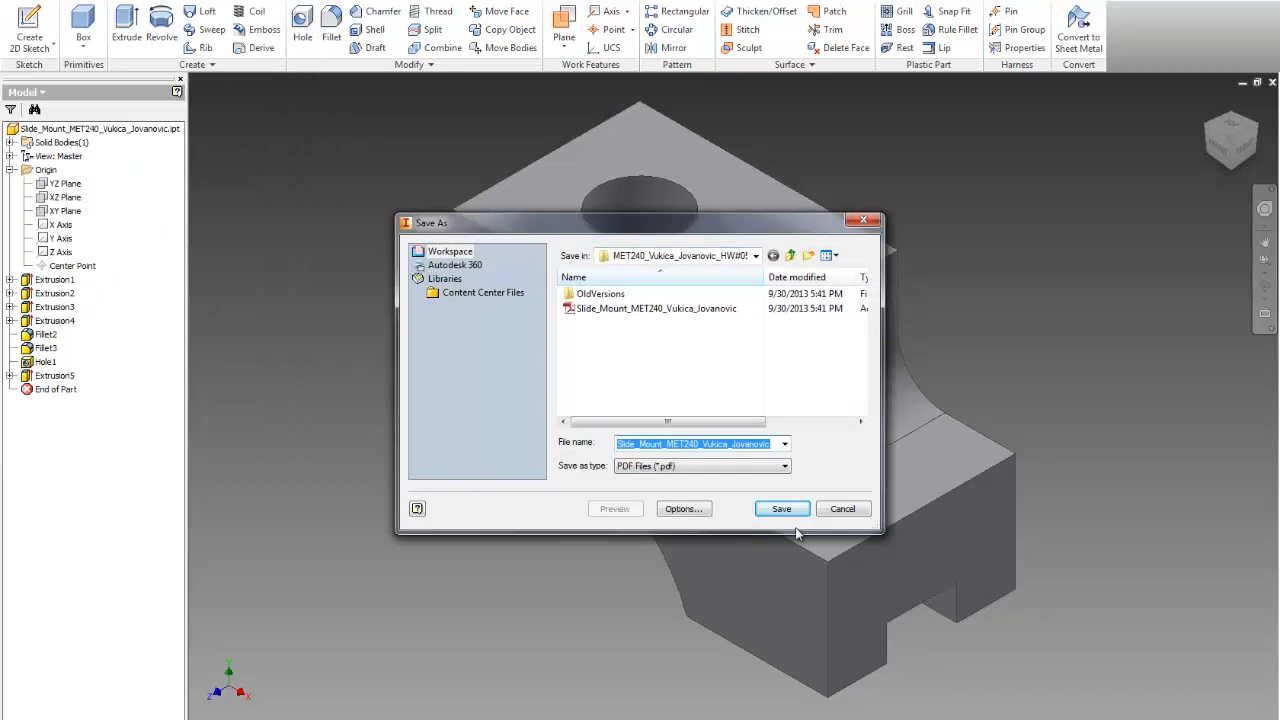 Create 2D Sketch
Box
Extrude
Revolve
Loft
Coil
Sweep
Emboss
Rib
Derive
Hole
Fillet
Chamfer
Thread
Move Face
Shell
Split
Copy Object
Draft
Combine
Move Bodies
Plane
Axis
Point
UCS
Rectangular
Circular
Mirror
Thicken/Offset
Patch
Stitch
Trim
Sculpt
Delete Face
Grill
Snap Fit
Boss
Rule Fillet
Rest
Lip
Pin
Pin Group
Properties
Convert to Sheet Metal
Sketch
Primitives
Create
Modify
Work Features
Pattern
Surface
Plastic Part
Harness
Convert
Model
Slide_Mount_MET240_Vukica_Jovanovic.ipt
Solid Bodies(1)
View: Master
Origin
YZ Plane
XZ Plane
XY Plane
X Axis
Y Axis
Z Axis
Center Point
Extrusion1
Extrusion2
Extrusion3
Extrusion4
Fillet2
Fillet3
Hole1
Extrusion5
End of Part
Save As
Workspace
Autodesk 360
Libraries
Content Center Files
Save in:
MET240_Vukica_Jovanovic_HW#05
Name
Date modified
Ty
OldVersions
9/30/2013 5:41 PM
Fi
Slide_Mount_MET240_Vukica_Jovanovic
9/30/2013 5:41 PM
File name:
Slide_Mount_MET240_Vukica_Jovanovic
Save as type:
PDF Files (*.pdf)
Preview
Options...
Save
Cancel
Y
Z
X